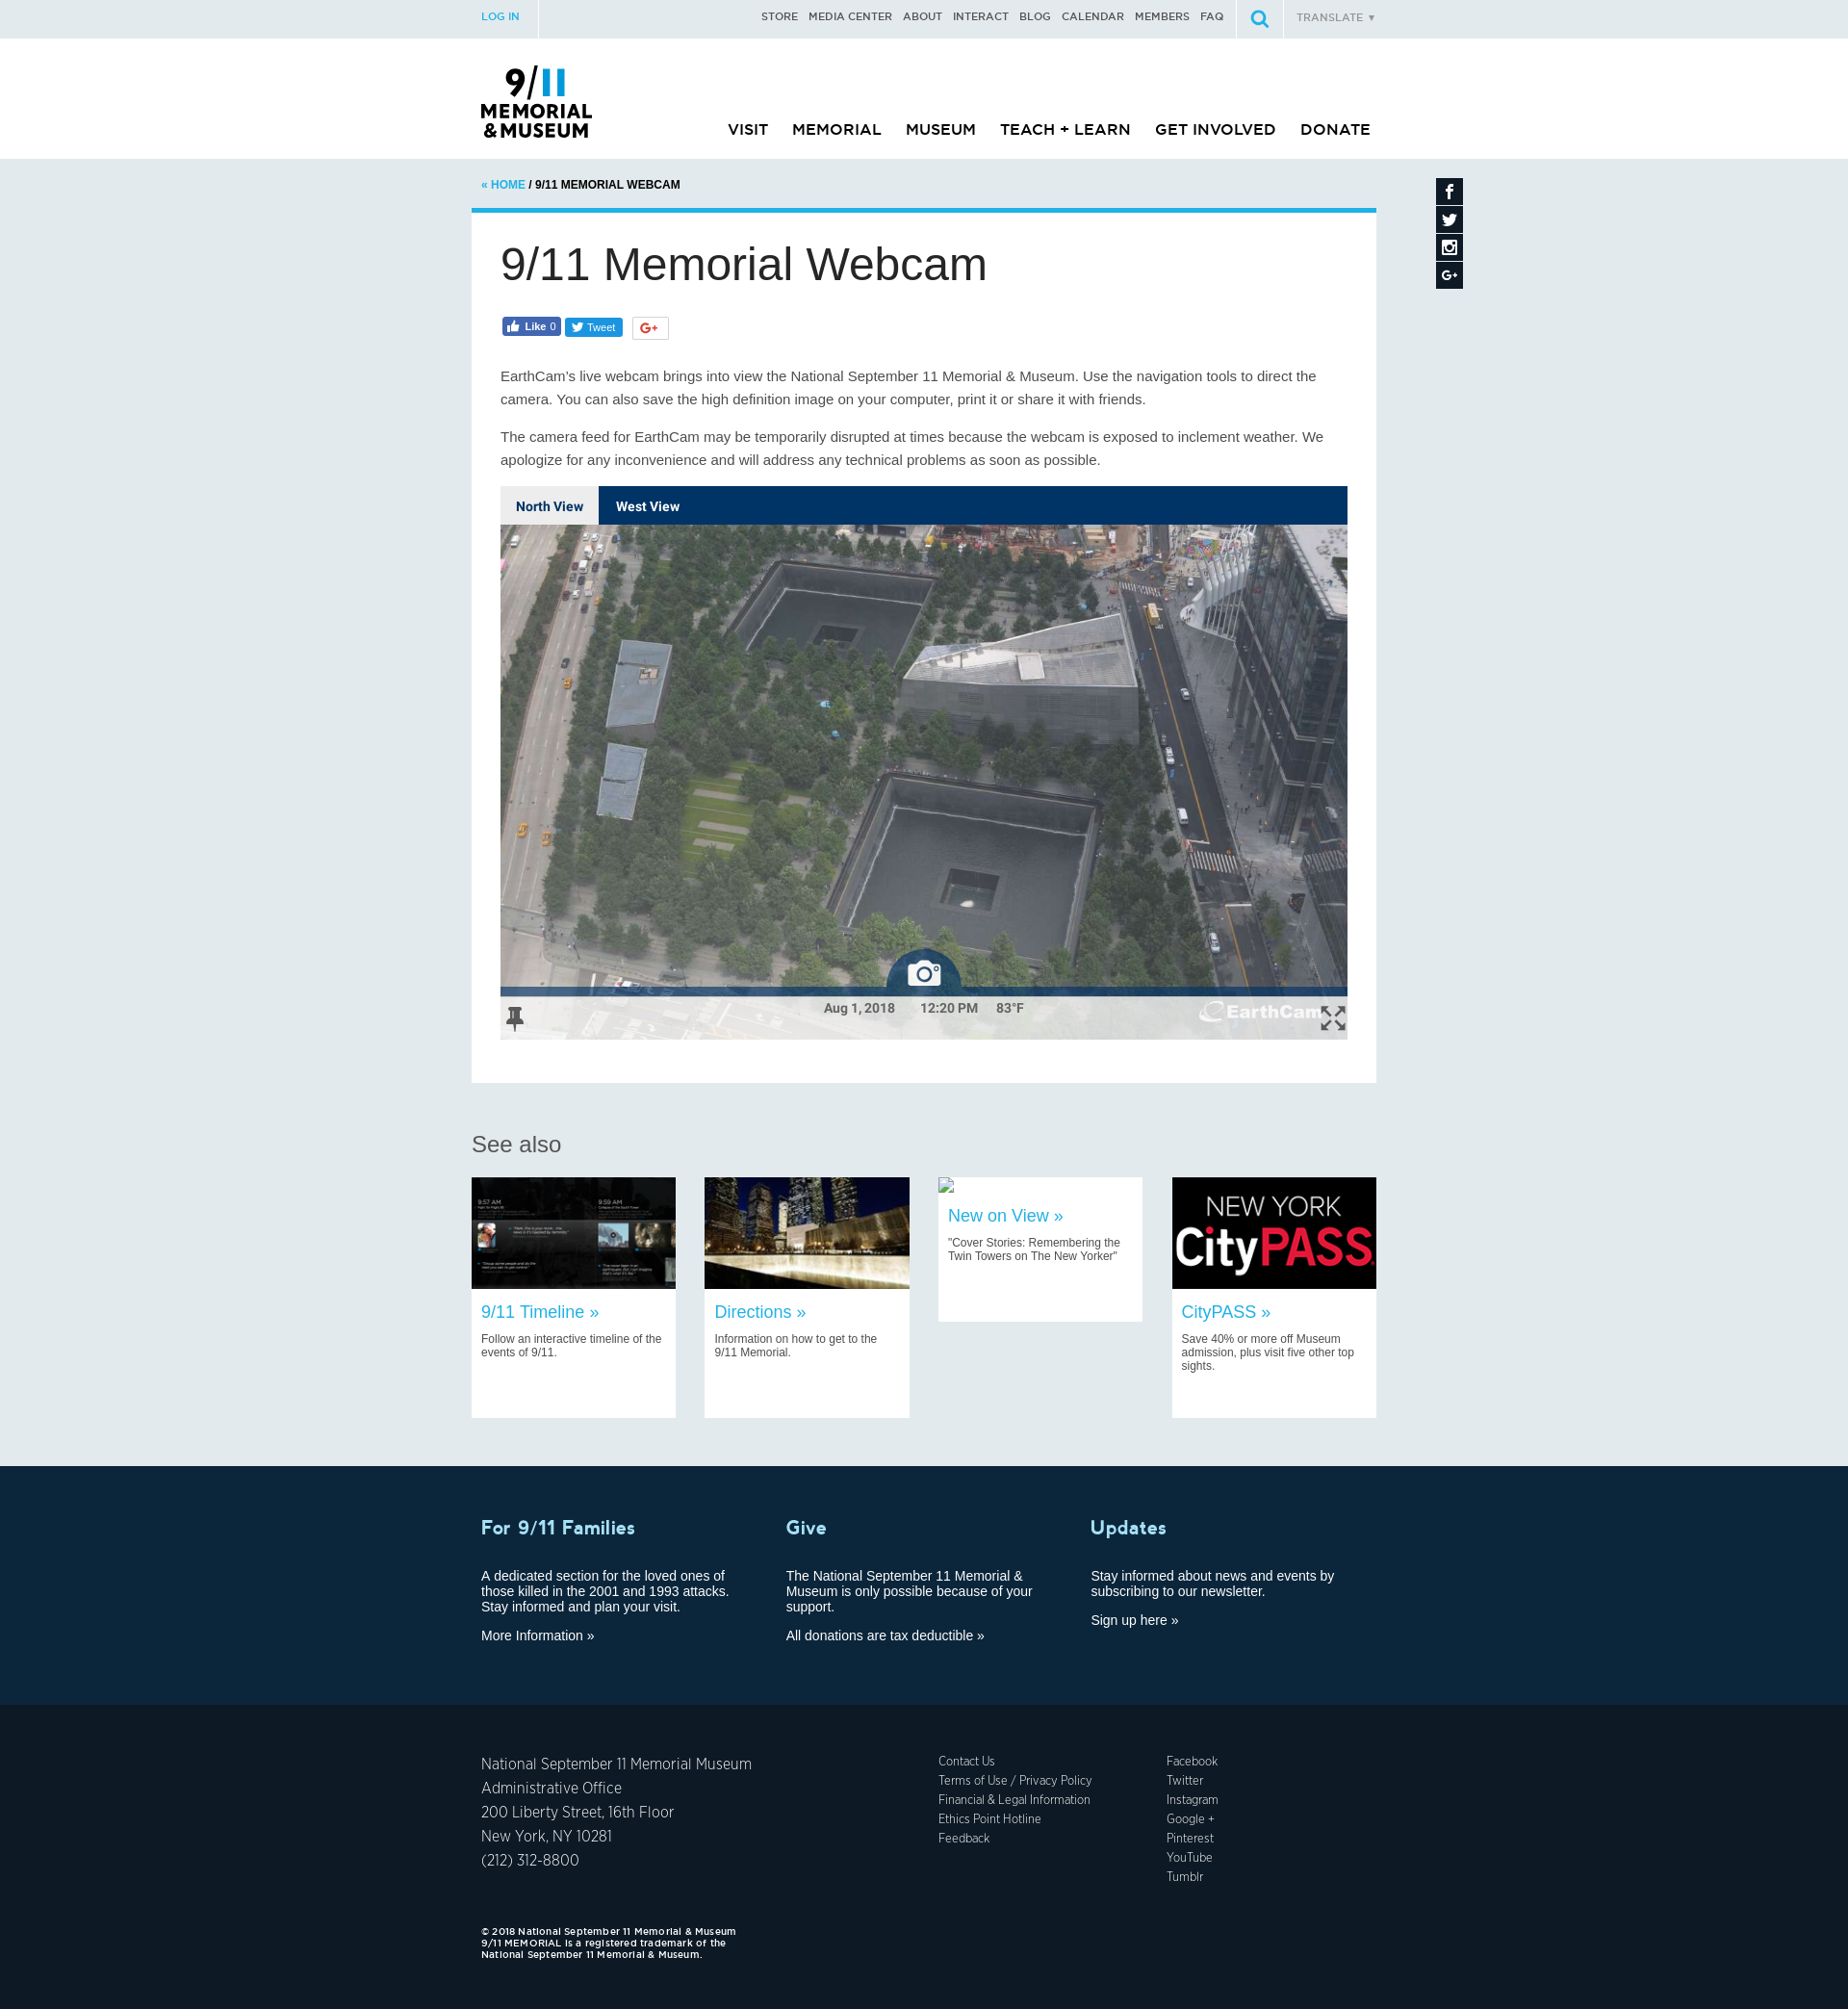 LOG IN
STORE MEDIA CENTER ABOUT INTERACT BLOG CALENDAR MEMBERS FAQ
TRANSLATE ▼
9/11
MEMORIAL
&MUSEUM
VISIT MEMORIAL MUSEUM TEACH + LEARN GET INVOLVED DONATE
« HOME / 9/11 MEMORIAL WEBCAM
9/11 Memorial Webcam
Like 0 Tweet G+
EarthCam's live webcam brings into view the National September 11 Memorial & Museum. Use the navigation tools to direct the
camera. You can also save the high definition image on your computer, print it or share it with friends.
The camera feed for EarthCam may be temporarily disrupted at times because the webcam is exposed to inclement weather. We
apologize for any inconvenience and will address any technical problems as soon as possible.
North View West View
Aug 1, 2018 12:20 PM 83°F
EarthCam
See also
9:57 AM 9:59 AM
NEW YORK
CityPASS
9/11 Timeline »
Follow an interactive timeline of the
events of 9/11.
Directions »
Information on how to get to the
9/11 Memorial.
New on View »
"Cover Stories: Remembering the
Twin Towers on The New Yorker"
CityPASS »
Save 40% or more off Museum
admission, plus visit five other top
sights.
For 9/11 Families
A dedicated section for the loved ones of
those killed in the 2001 and 1993 attacks.
Stay informed and plan your visit.
More Information »
Give
The National September 11 Memorial &
Museum is only possible because of your
support.
All donations are tax deductible »
Updates
Stay informed about news and events by
subscribing to our newsletter.
Sign up here »
National September 11 Memorial Museum
Administrative Office
200 Liberty Street, 16th Floor
New York, NY 10281
(212) 312-8800
Contact Us
Terms of Use / Privacy Policy
Financial & Legal Information
Ethics Point Hotline
Feedback
Facebook
Twitter
Instagram
Google +
Pinterest
YouTube
Tumblr
© 2018 National September 11 Memorial & Museum
9/11 MEMORIAL is a registered trademark of the
National September 11 Memorial & Museum.